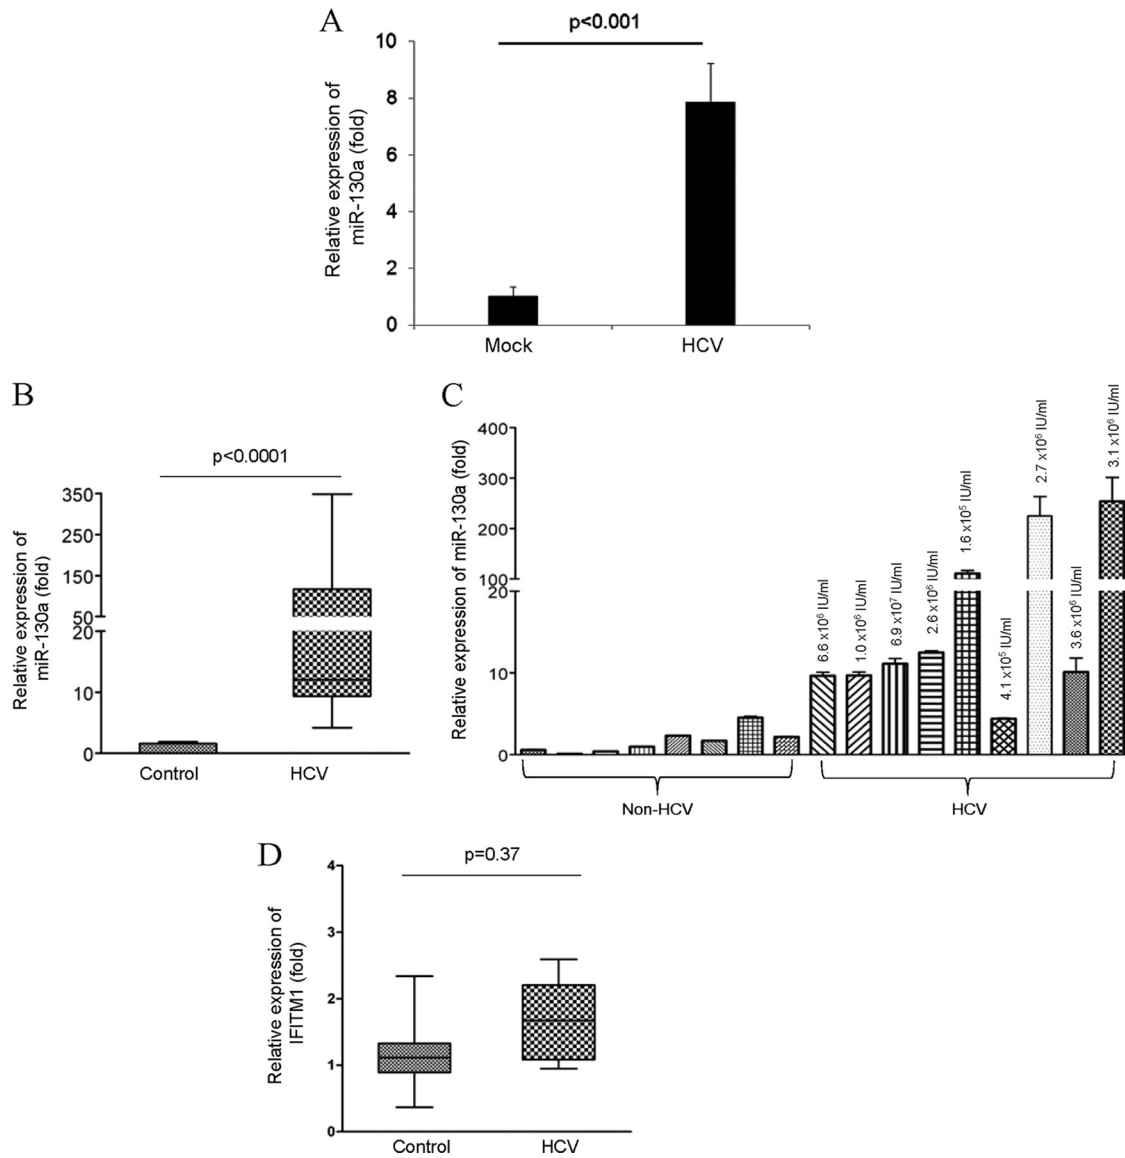 A
p<0.001
Relative expression of
miR-130a (fold)
10
8
6
4
2
0
Mock
HCV
B
p<0.0001
Relative expression of
miR-130a (fold)
350
250
150
50
20
10
0
Control
HCV
C
Relative expression of miR-130a (fold)
400
300
200
100
20
10
0
6.6 x10⁶ IU/ml
1.0 x10⁶ IU/ml
6.9 x10⁷ IU/ml
2.6 x10⁶ IU/ml
1.6 x10⁵ IU/ml
4.1 x10⁵ IU/ml
2.7 x10⁶ IU/ml
3.6 x10⁶ IU/ml
3.1 x10⁶ IU/ml
Non-HCV
HCV
D
p=0.37
Relative expression of
IFITM1 (fold)
4
3
2
1
0
Control
HCV